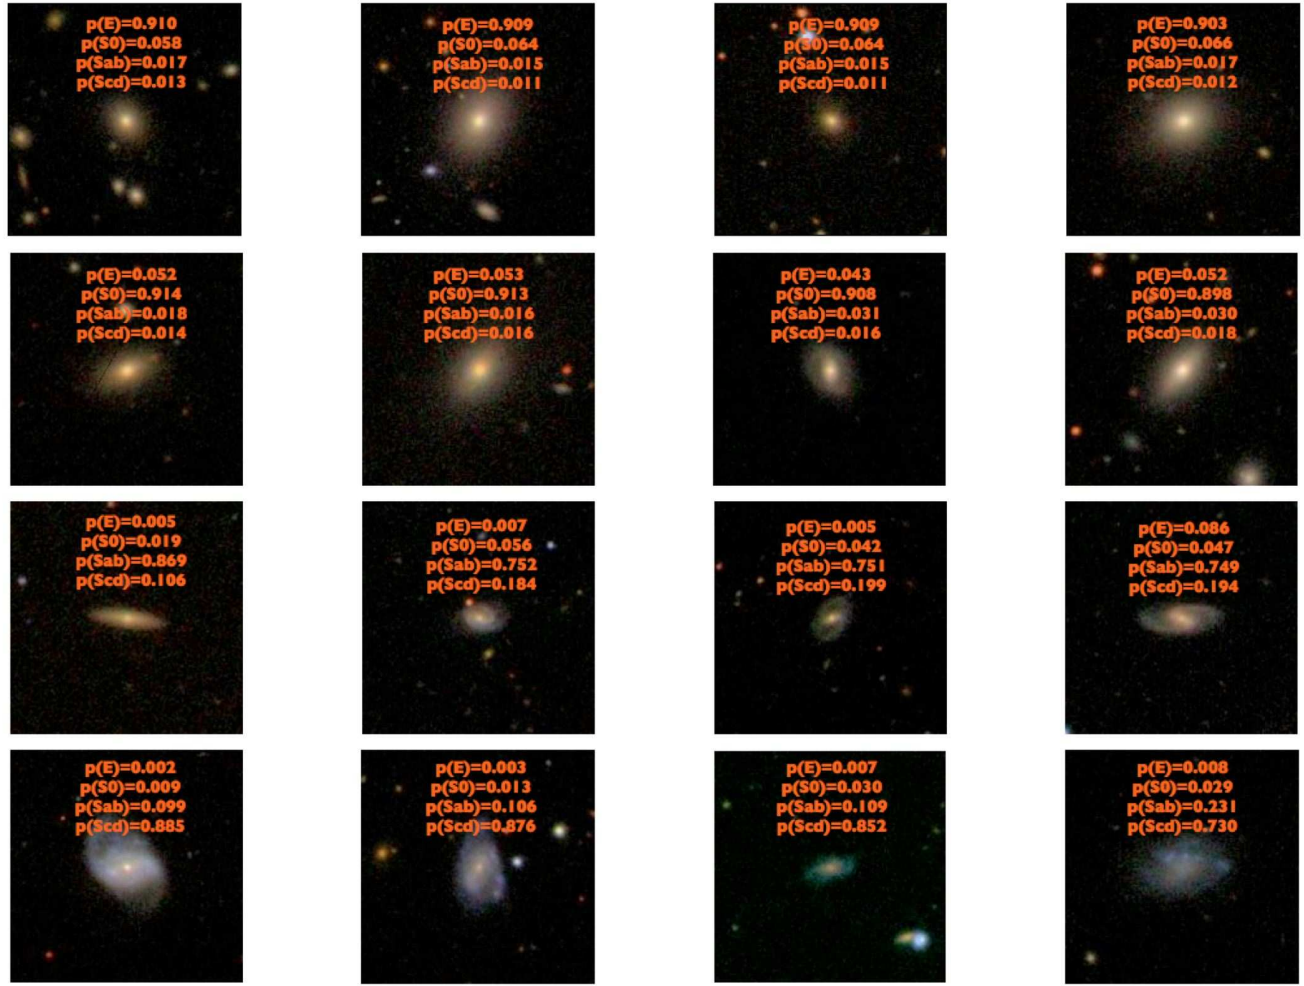 p(E)=0.910
p(S0)=0.058
p(Sab)=0.017
p(Scd)=0.013
p(E)=0.909
p(S0)=0.064
p(Sab)=0.015
p(Scd)=0.011
p(E)=0.909
p(S0)=0.064
p(Sab)=0.015
p(Scd)=0.011
p(E)=0.903
p(S0)=0.066
p(Sab)=0.017
p(Scd)=0.012
p(E)=0.052
p(S0)=0.914
p(Sab)=0.018
p(Scd)=0.014
p(E)=0.053
p(S0)=0.913
p(Sab)=0.016
p(Scd)=0.016
p(E)=0.043
p(S0)=0.908
p(Sab)=0.031
p(Scd)=0.016
p(E)=0.052
p(S0)=0.898
p(Sab)=0.030
p(Scd)=0.018
p(E)=0.005
p(S0)=0.019
p(Sab)=0.869
p(Scd)=0.106
p(E)=0.007
p(S0)=0.056
p(Sab)=0.752
p(Scd)=0.184
p(E)=0.005
p(S0)=0.042
p(Sab)=0.751
p(Scd)=0.199
p(E)=0.086
p(S0)=0.047
p(Sab)=0.749
p(Scd)=0.194
p(E)=0.002
p(S0)=0.009
p(Sab)=0.099
p(Scd)=0.885
p(E)=0.003
p(S0)=0.013
p(Sab)=0.106
p(Scd)=0.876
p(E)=0.007
p(S0)=0.030
p(Sab)=0.109
p(Scd)=0.852
p(E)=0.008
p(S0)=0.029
p(Sab)=0.231
p(Scd)=0.730